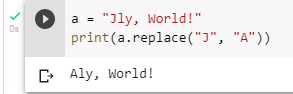 0s
a = "Jly, World!"
print(a.replace("J", "A"))
Aly, World!